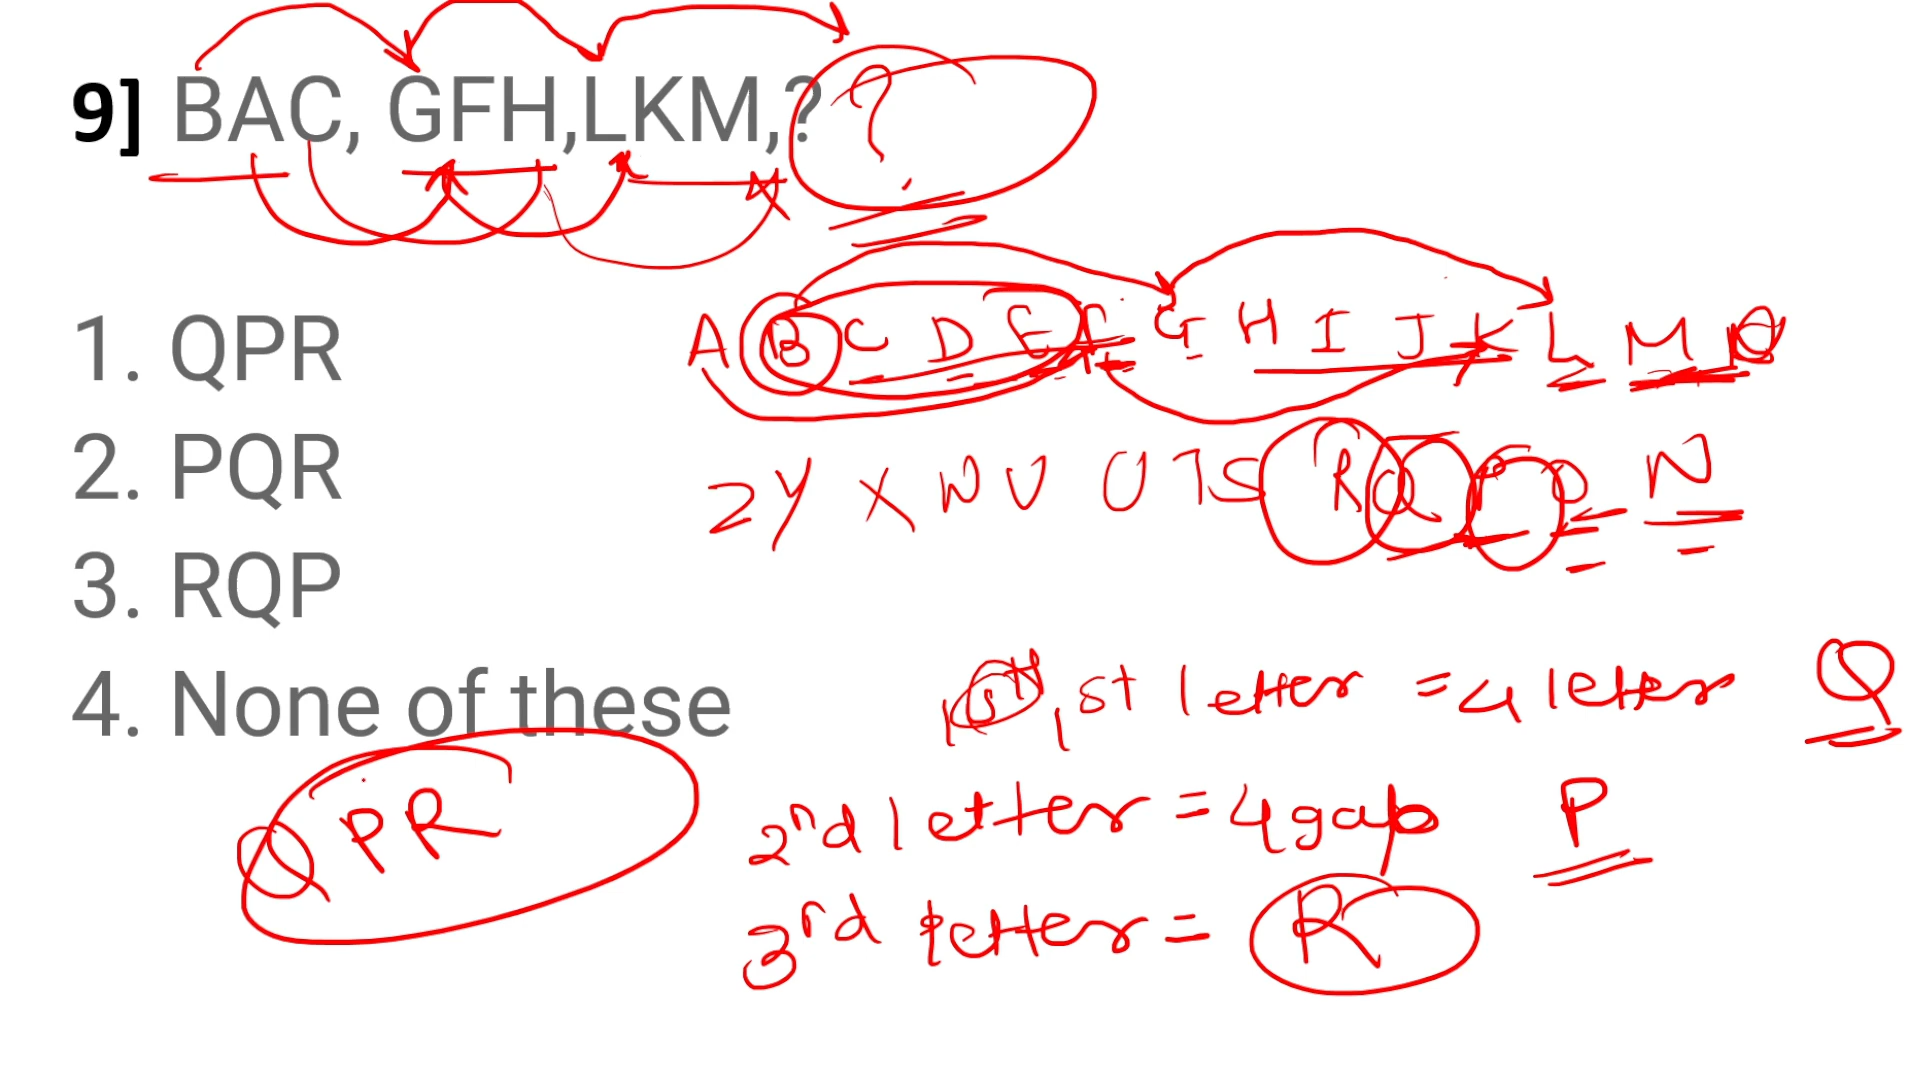 9] BAC, GFH,LKM,? ?
1. QPR
A B C D E F G H I J K L M
2. PQR
Z Y X W V U T S R Q P O N
3. RQP
4. None of these
1st letter = 4 letter Q
QPR
2nd letter = 4 gap P
3rd letter = R